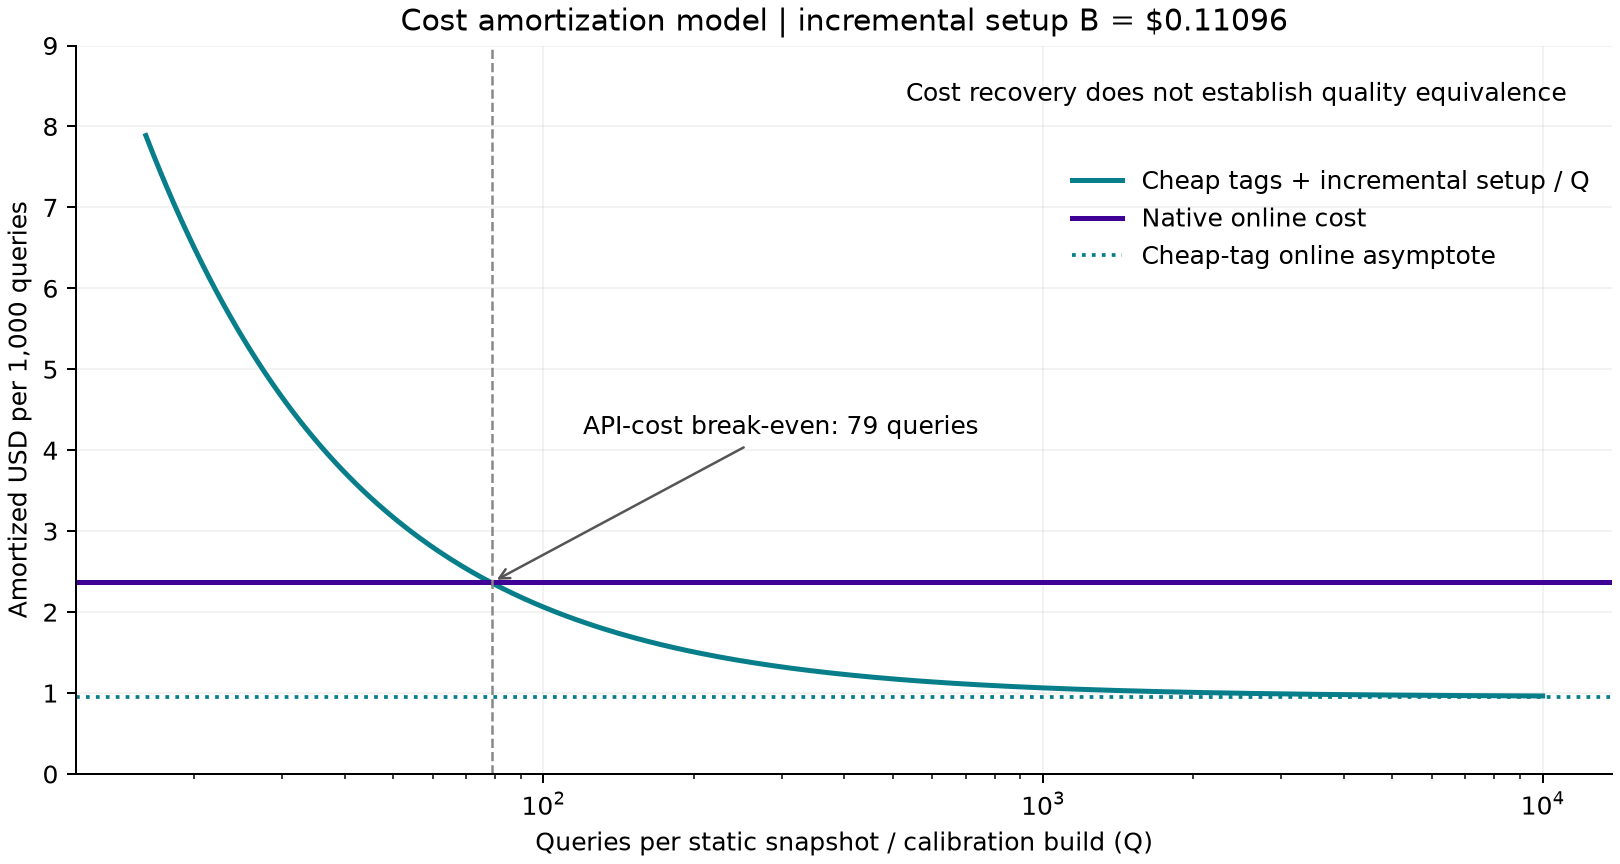 Cost amortization model | incremental setup B = $0.11096
Cost recovery does not establish quality equivalence
Cheap tags + incremental setup / Q
Native online cost
Cheap-tag online asymptote
API-cost break-even: 79 queries
Amortized USD per 1,000 queries
9
8
7
6
5
4
3
2
1
0
10² 10³ 10⁴
Queries per static snapshot / calibration build (Q)